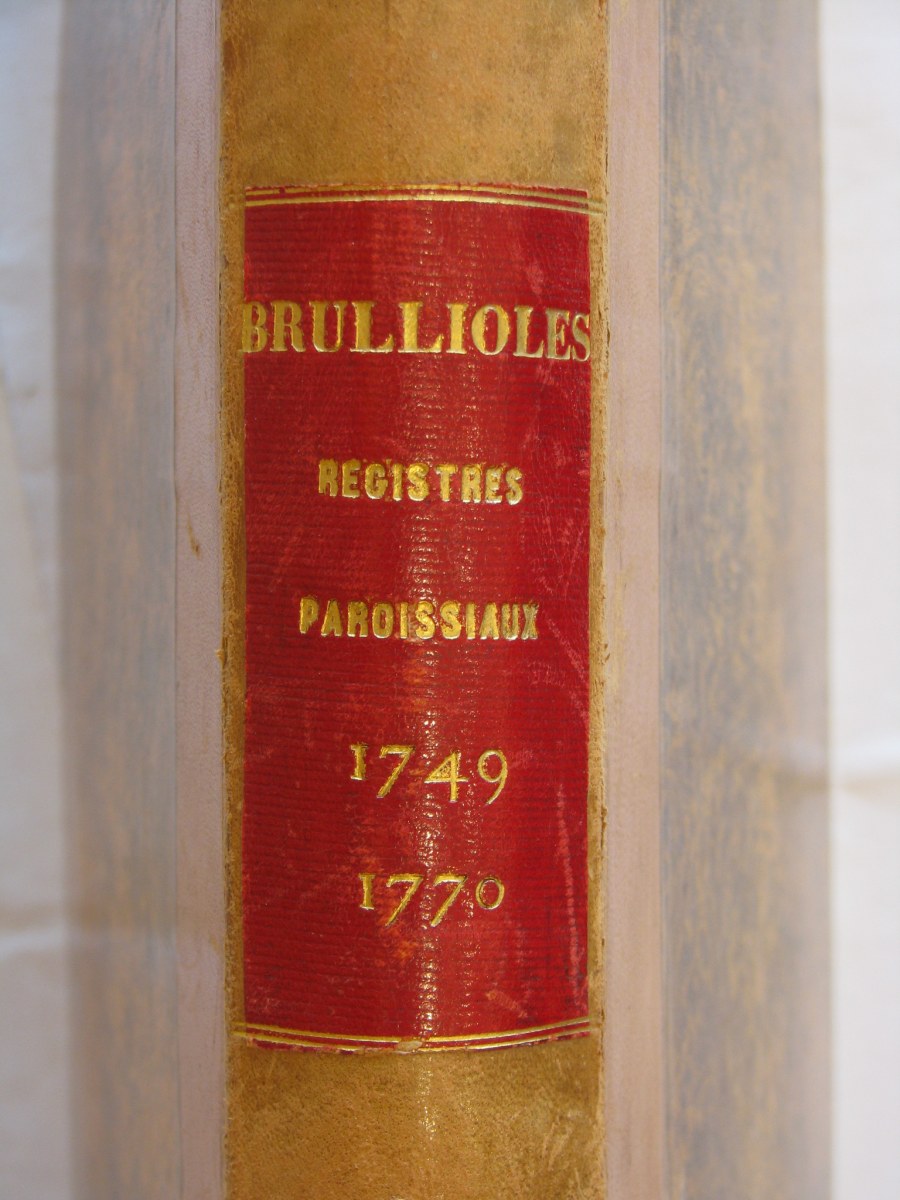 BRULLIOLES
REGISTRES
PAROISSIAUX
1749
1770